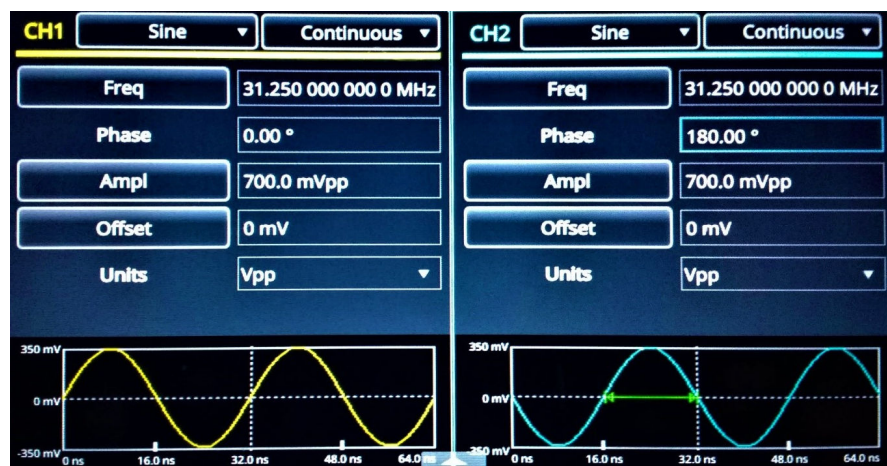 CH1 Sine Continuous
Freq 31.250 000 000 0 MHz
Phase 0.00 °
Ampl 700.0 mVpp
Offset 0 mV
Units Vpp
350 mV
0 mV
-350 mV
0 ns 16.0 ns 32.0 ns 48.0 ns 64.0 ns
CH2 Sine Continuous
Freq 31.250 000 000 0 MHz
Phase 180.00 °
Ampl 700.0 mVpp
Offset 0 mV
Units Vpp
350 mV
0 mV
-350 mV
0 ns 16.0 ns 32.0 ns 48.0 ns 64.0 ns